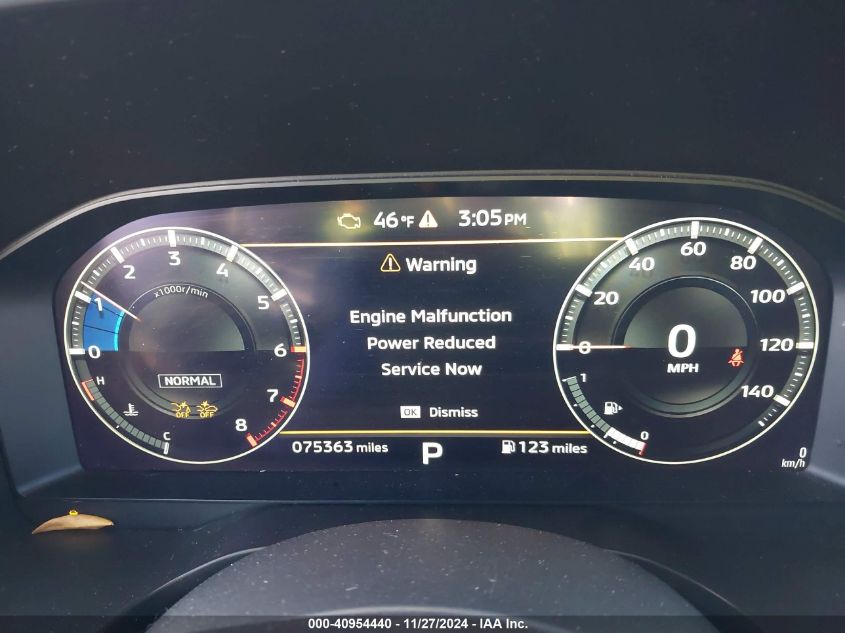 46°F 3:05PM
Warning
Engine Malfunction
Power Reduced
Service Now
OK Dismiss
075363 miles P 123 miles
0 1 2 3 4 5 6 7 8
x1000r/min
NORMAL
H
C
OFF OFF
0 20 40 60 80 100 120 140
0
MPH
1
0
0
km/h
000-40954440 - 11/27/2024 - IAA Inc.